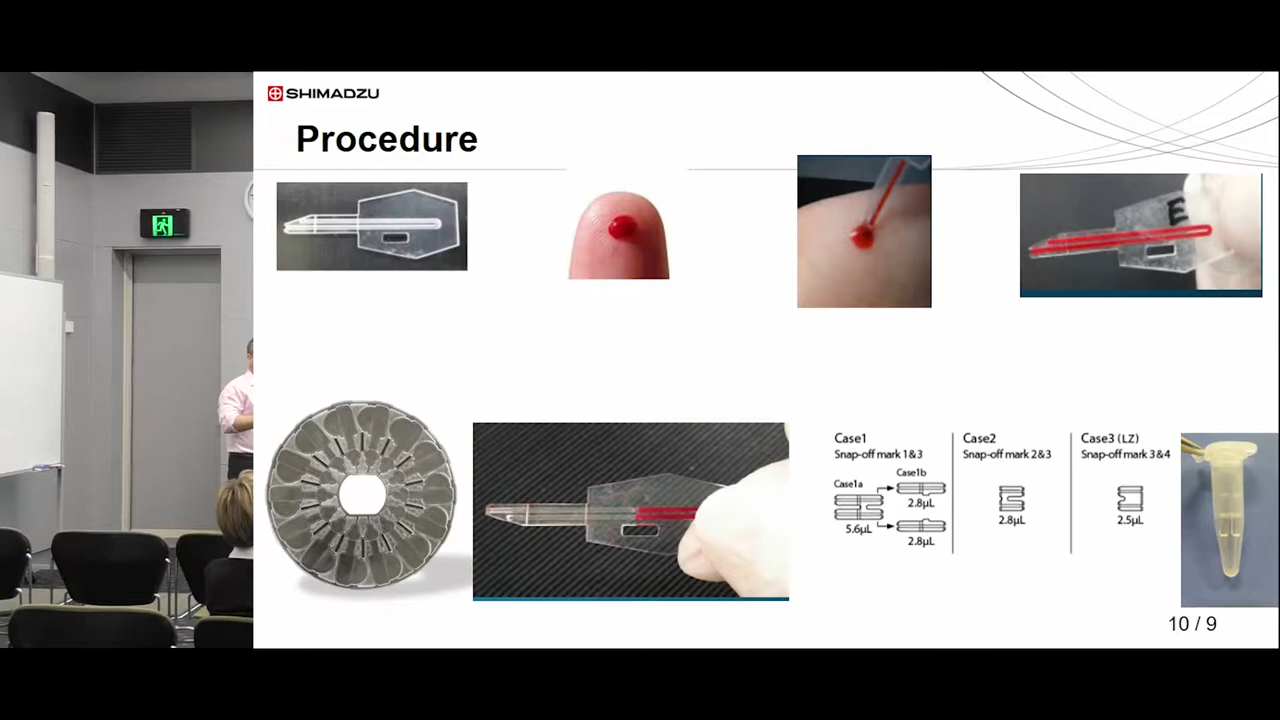 SHIMADZU
Procedure
E
Case1
Snap-off mark 1&3
Case1a
5.6µL
Case1b
2.8µL
2.8µL
Case2
Snap-off mark 2&3
2.8µL
Case3 (LZ)
Snap-off mark 3&4
2.5µL
10 / 9